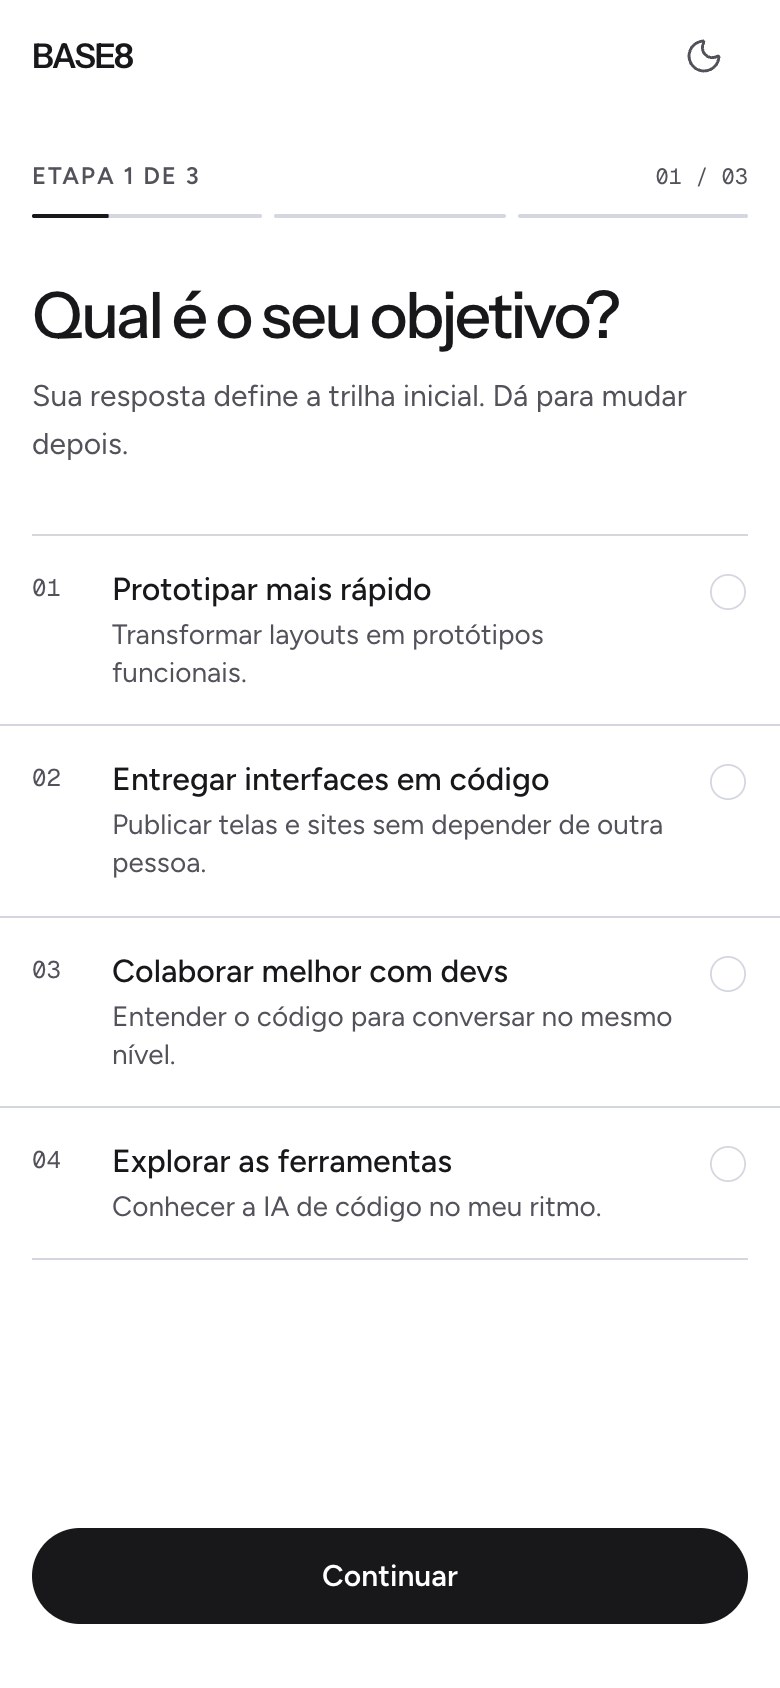 BASE8
ETAPA 1 DE 3
01 / 03
Qual é o seu objetivo?
Sua resposta define a trilha inicial. Dá para mudar
depois.
01
Prototipar mais rápido
Transformar layouts em protótipos
funcionais.
02
Entregar interfaces em código
Publicar telas e sites sem depender de outra
pessoa.
03
Colaborar melhor com devs
Entender o código para conversar no mesmo
nível.
04
Explorar as ferramentas
Conhecer a IA de código no meu ritmo.
Continuar